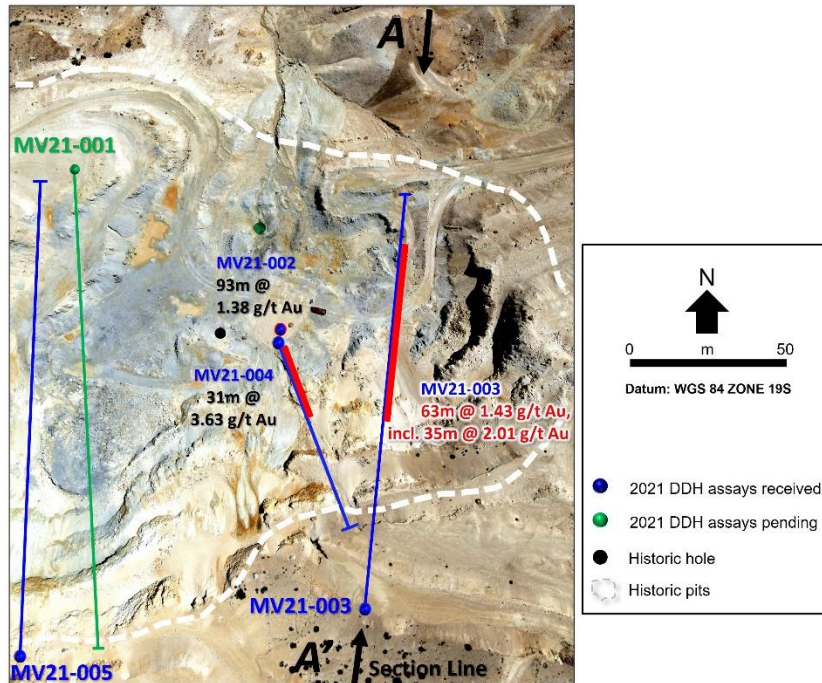 A
MV21-001
MV21-002
93m @
1.38 g/t Au
MV21-004
31m @
3.63 g/t Au
MV21-003
63m @ 1.43 g/t Au,
incl. 35m @ 2.01 g/t Au
MV21-003
MV21-005
A'
Section Line
N
0 m 50
Datum: WGS 84 ZONE 19S
2021 DDH assays received
2021 DDH assays pending
Historic hole
Historic pits